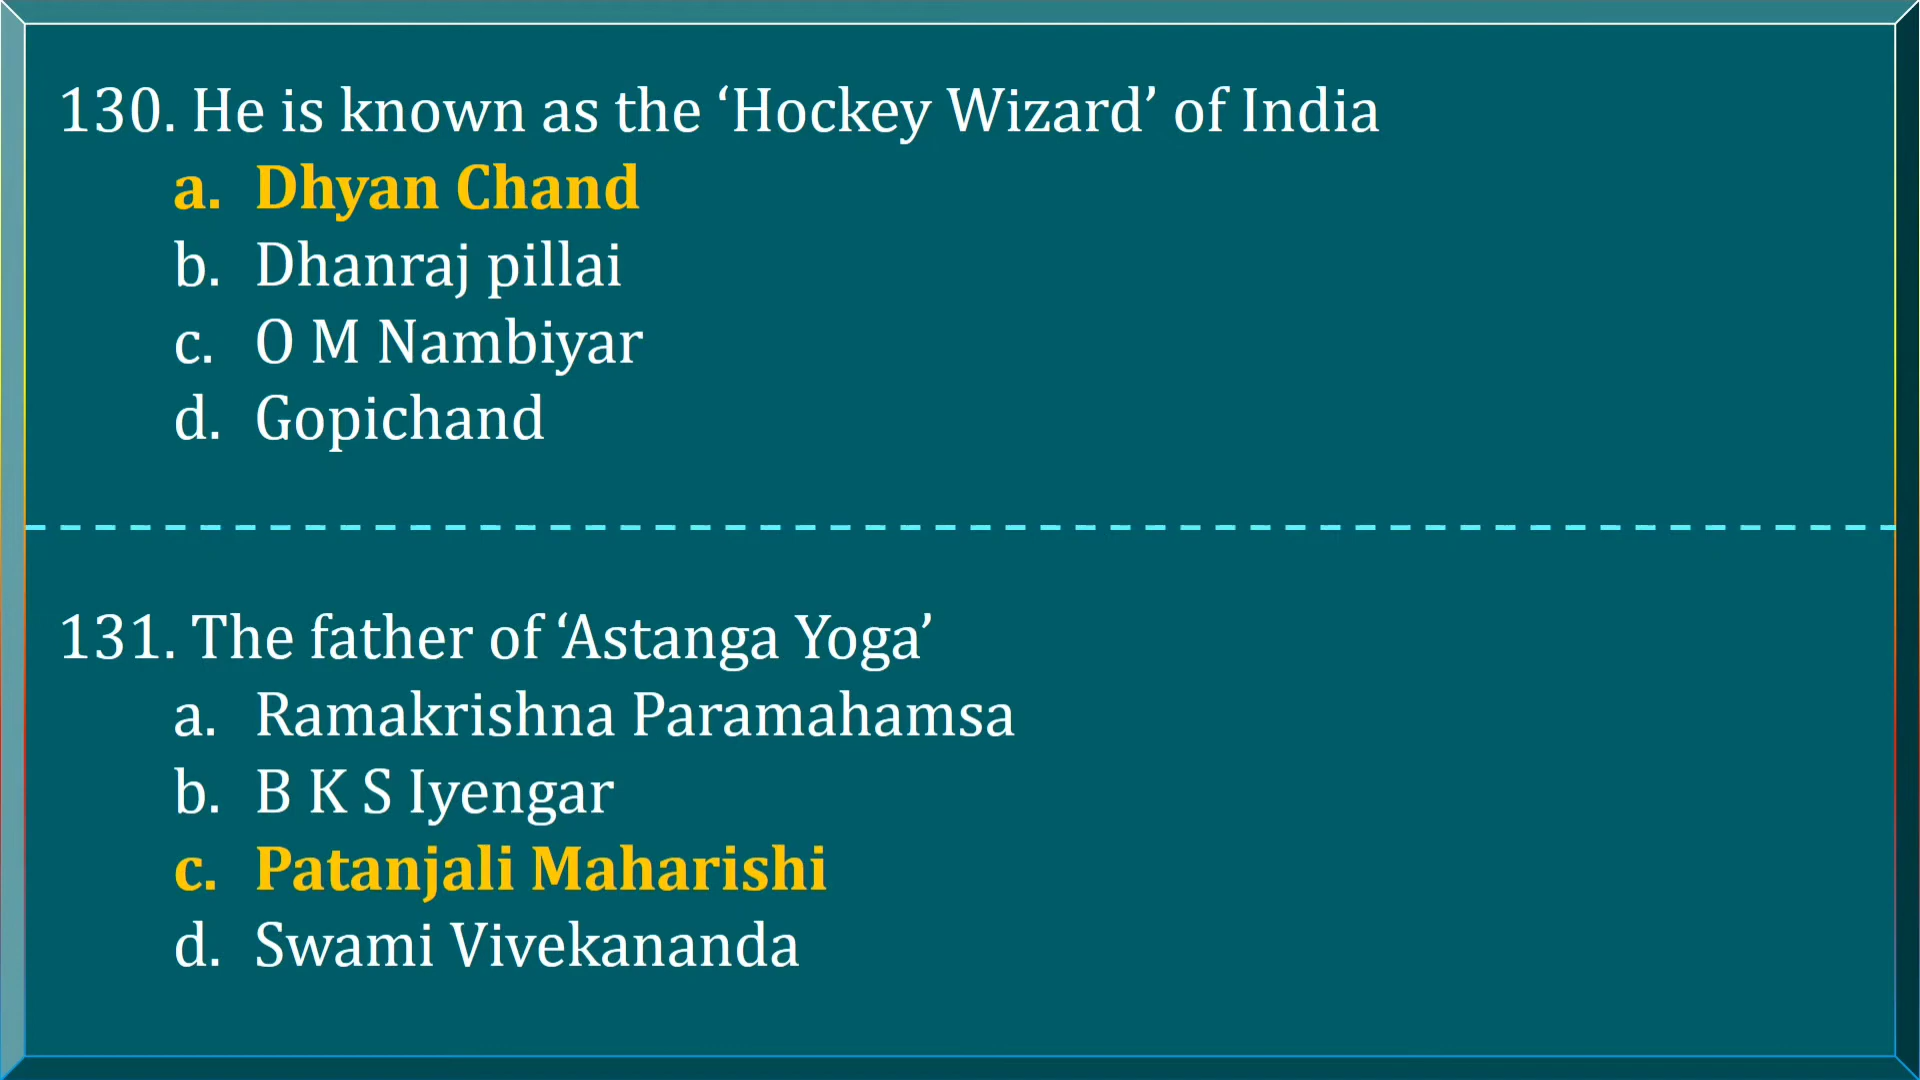 130. He is known as the ‘Hockey Wizard’ of India
a. Dhyan Chand
b. Dhanraj pillai
c. O M Nambiyar
d. Gopichand
131. The father of ‘Astanga Yoga’
a. Ramakrishna Paramahamsa
b. B K S Iyengar
c. Patanjali Maharishi
d. Swami Vivekananda